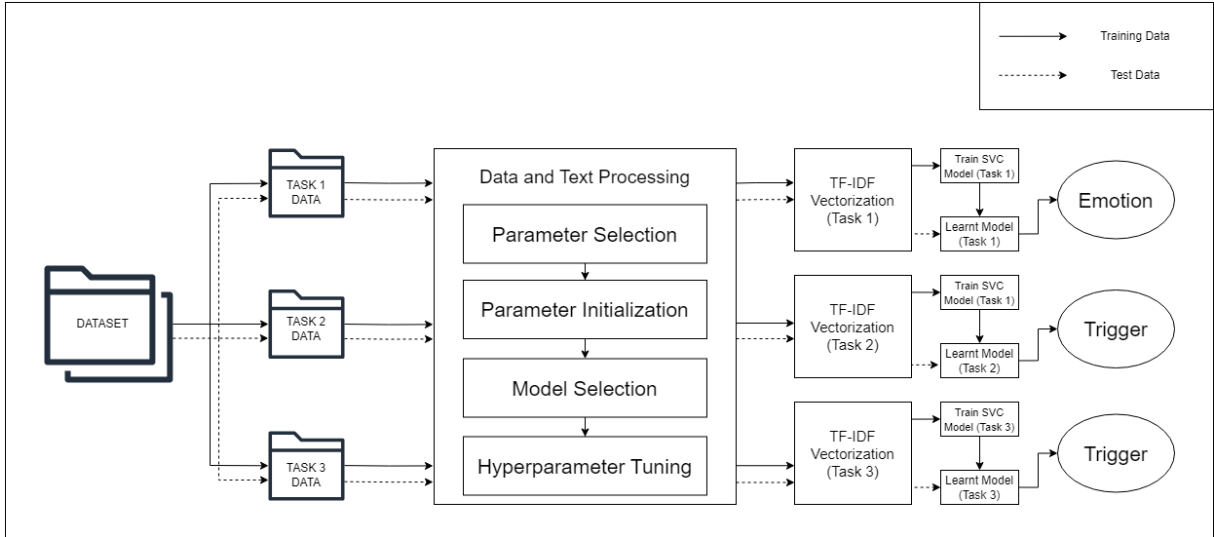 Training Data
Test Data
DATASET
TASK 1
DATA
TASK 2
DATA
TASK 3
DATA
Data and Text Processing
Parameter Selection
Parameter Initialization
Model Selection
Hyperparameter Tuning
TF-IDF
Vectorization
(Task 1)
Train SVC
Model (Task 1)
Learnt Model
(Task 1)
Emotion
TF-IDF
Vectorization
(Task 2)
Train SVC
Model (Task 1)
Learnt Model
(Task 2)
Trigger
TF-IDF
Vectorization
(Task 3)
Train SVC
Model (Task 3)
Learnt Model
(Task 3)
Trigger